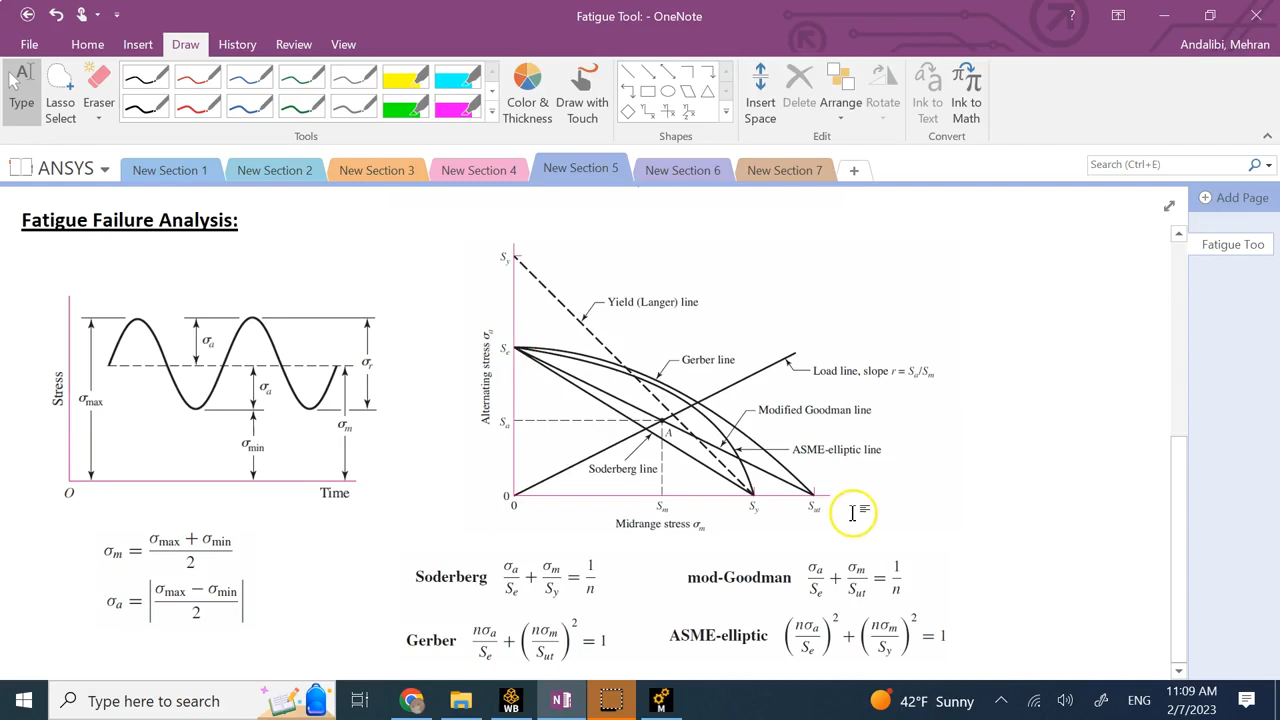 Fatigue Tool: - OneNote
?
File Home Insert Draw History Review View
Andalibi, Mehran
Type
Lasso Select
Eraser
Color & Thickness
Draw with Touch
Insert Space
Delete
Arrange
Rotate
Ink to Text
Ink to Math
Tools
Shapes
Edit
Convert
ANSYS
New Section 1
New Section 2
New Section 3
New Section 4
New Section 5
New Section 6
New Section 7
Search (Ctrl+E)
Add Page
Fatigue Too
Fatigue Failure Analysis:
Stress
σmax
σa
σa
σr
σm
σmin
O
Time
Sy
Yield (Langer) line
Se
Gerber line
Load line, slope r = Sa/Sm
Alternating stress σa
Modified Goodman line
Sa
A
ASME-elliptic line
Soderberg line
0
0
Sm
Sy
Sut
Midrange stress σm
σm = (σmax + σmin)/2
σa = |(σmax − σmin)/2|
Soderberg σa/Se + σm/Sy = 1/n
mod-Goodman σa/Se + σm/Sut = 1/n
Gerber nσa/Se + (nσm/Sut)² = 1
ASME-elliptic (nσa/Se)² + (nσm/Sy)² = 1
Type here to search
WB
N
M
42°F Sunny
ENG
11:09 AM
2/7/2023